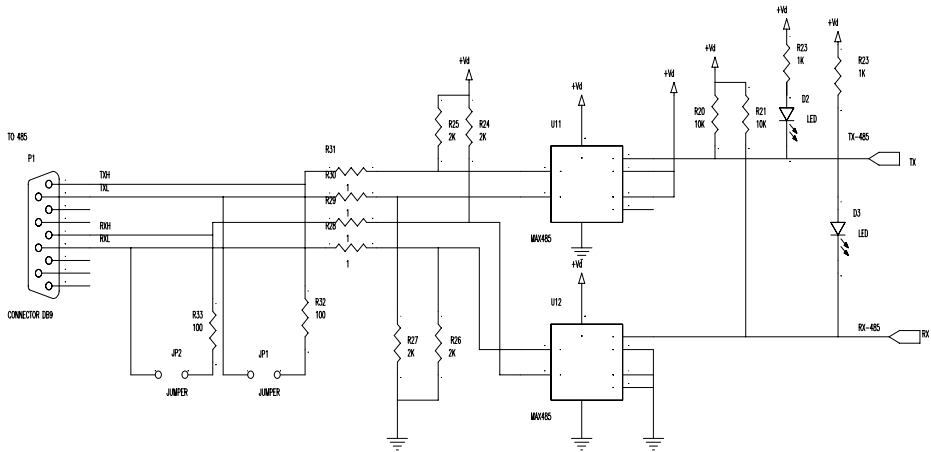 +Vd
+Vd
R23
1K
R23
1K
+Vd
+Vd
+Vd
+Vd
D2
LED
R25
2K
R24
2K
R20
10K
R21
10K
U11
TO 485
P1
R31
TX-485
TX
TXH
R30
1
TXL
R29
1
RXH
R28
1
RXL
1
D3
LED
MAX485
+Vd
U12
CONNECTOR DB9
R33
100
R32
100
RX-485
RX
R27
2K
R26
2K
JP2
JP1
JUMPER
JUMPER
MAX485